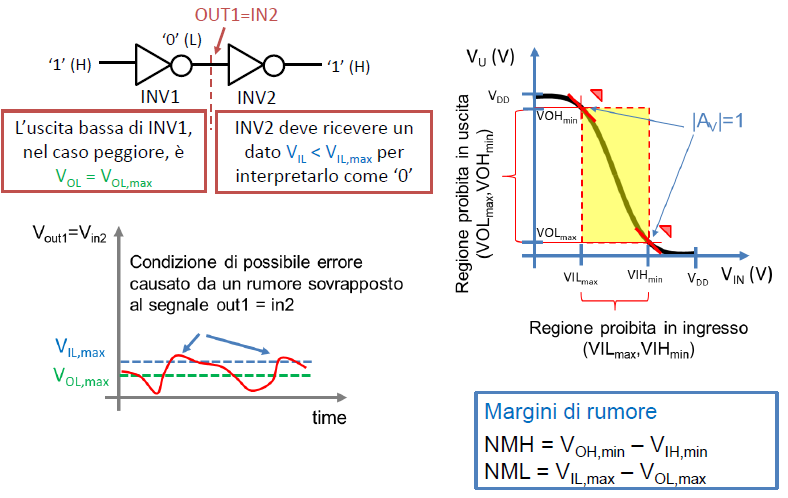 OUT1=IN2
'0' (L)
'1' (H)
'1' (H)
INV1
INV2
L'uscita bassa di INV1,
nel caso peggiore, è
VOL = VOL,max
INV2 deve ricevere un
dato VIL < VIL,max per
interpretarlo come '0'
Vout1=Vin2
Condizione di possibile errore
causato da un rumore sovrapposto
al segnale out1 = in2
VIL,max
VOL,max
time
VU (V)
VDD
VOHmin
|AV|=1
Regione proibita in uscita
(VOLmax,VOHmin)
VOLmax
VILmax
VIHmin
VDD
VIN (V)
Regione proibita in ingresso
(VILmax,VIHmin)
Margini di rumore
NMH = VOH,min – VIH,min
NML = VIL,max – VOL,max